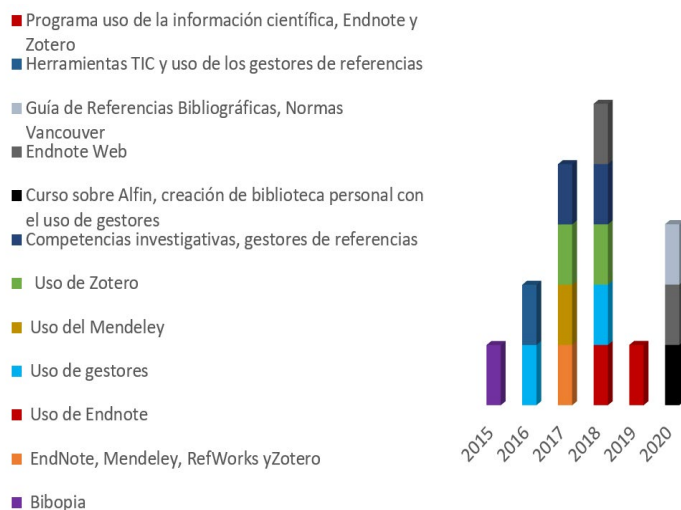 Programa uso de la información científica, Endnote y
Zotero
Herramientas TIC y uso de los gestores de referencias
Guía de Referencias Bibliográficas, Normas
Vancouver
Endnote Web
Curso sobre Alfin, creación de biblioteca personal con
el uso de gestores
Competencias investigativas, gestores de referencias
Uso de Zotero
Uso del Mendeley
Uso de gestores
Uso de Endnote
EndNote, Mendeley, RefWorks yZotero
Bibopia
2015 2016 2017 2018 2019 2020